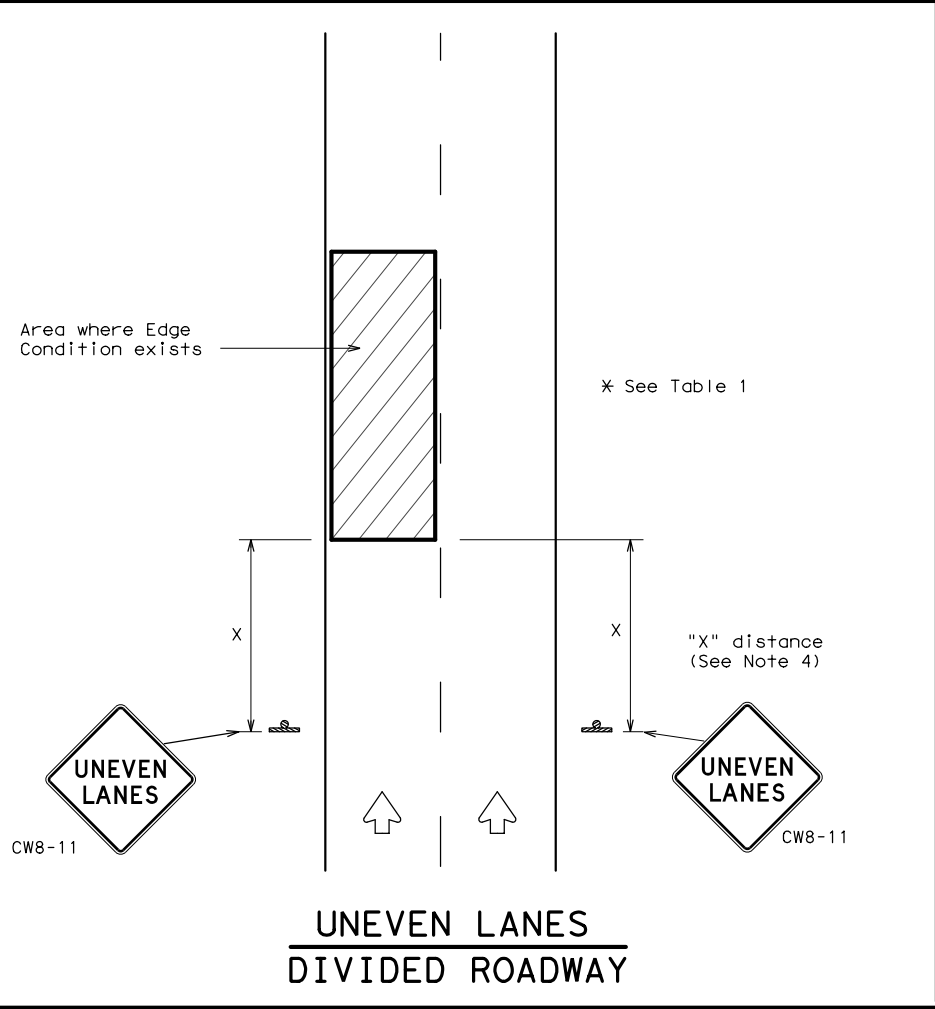 Area where Edge
Condition exists
* See Table 1
X
X
"X" distance
(See Note 4)
UNEVEN
LANES
CW8-11
UNEVEN
LANES
CW8-11
UNEVEN LANES
DIVIDED ROADWAY